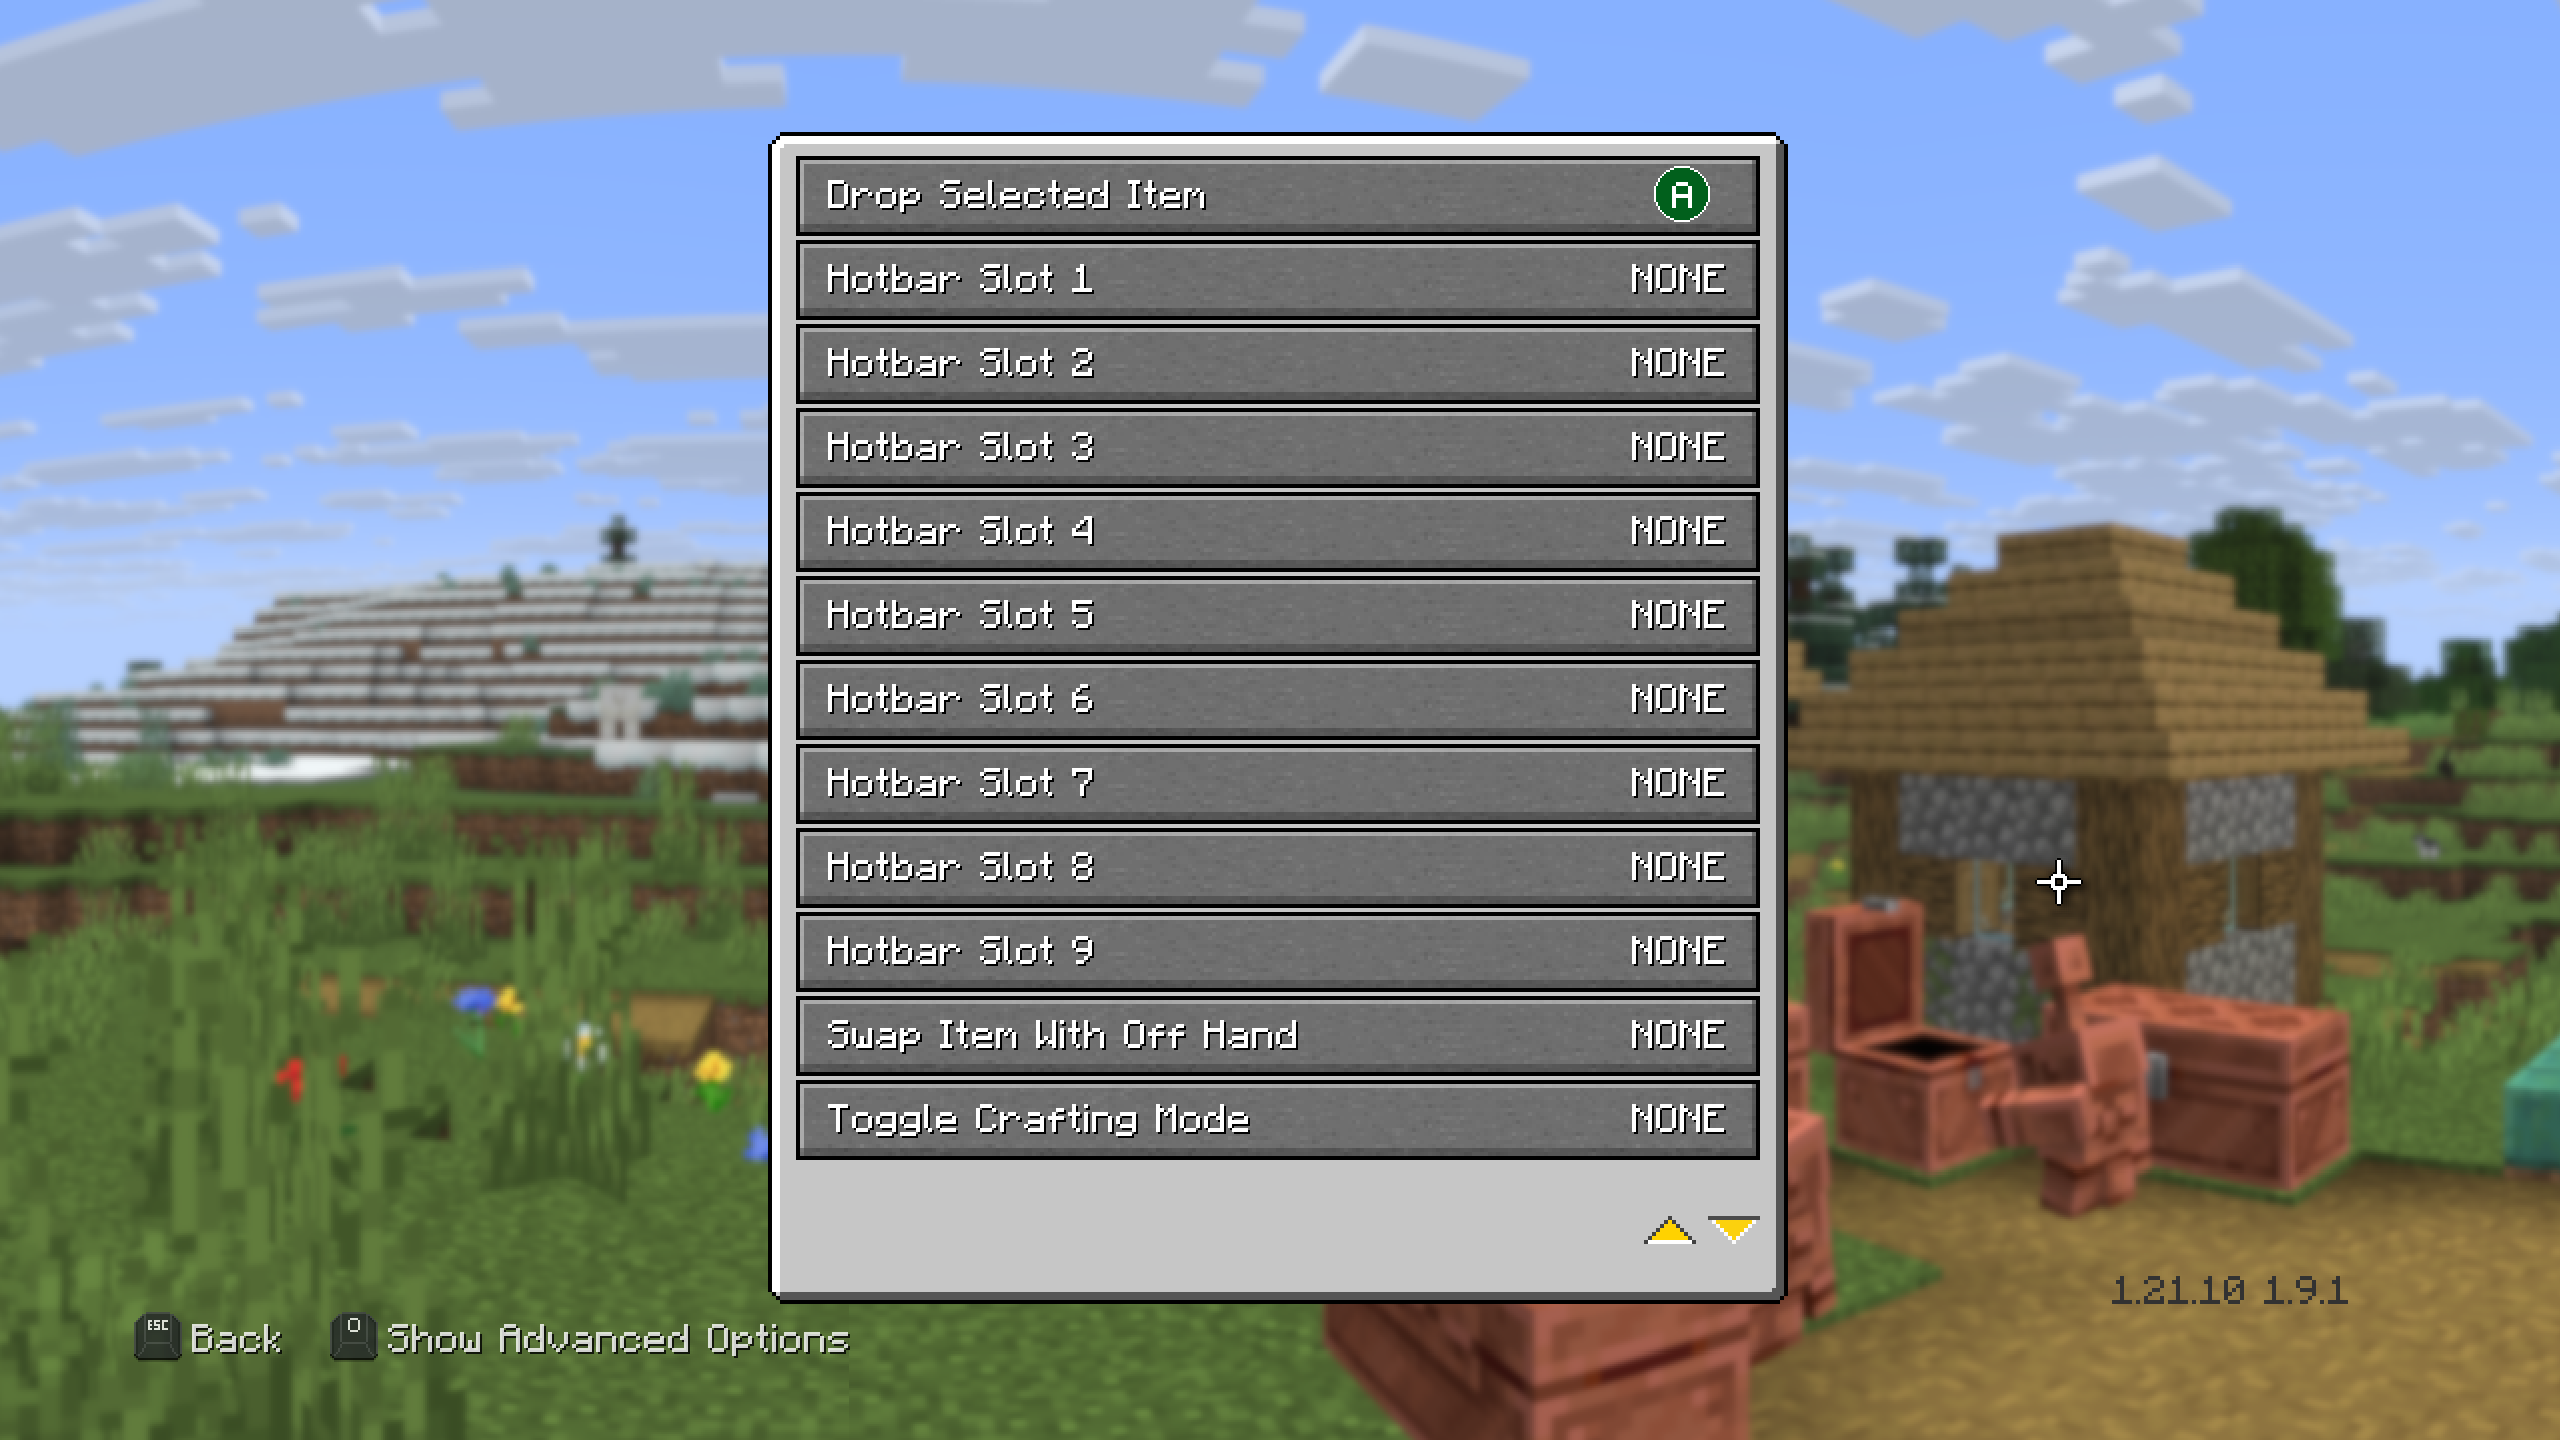 Drop Selected Item A
Hotbar Slot 1 NONE
Hotbar Slot 2 NONE
Hotbar Slot 3 NONE
Hotbar Slot 4 NONE
Hotbar Slot 5 NONE
Hotbar Slot 6 NONE
Hotbar Slot 7 NONE
Hotbar Slot 8 NONE
Hotbar Slot 9 NONE
Swap Item With Off Hand NONE
Toggle Crafting Mode NONE
1.21.10 1.9.1
ESC Back O Show Advanced Options